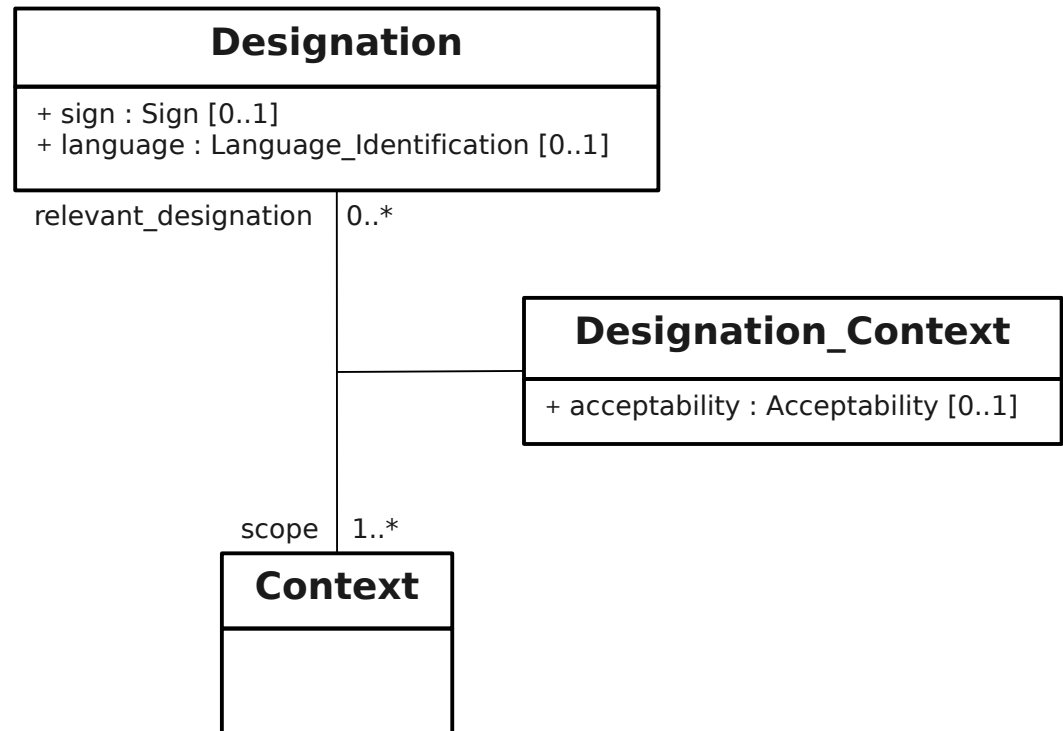 Designation
+ sign : Sign [0..1]
+ language : Language_Identification [0..1]
relevant_designation 0..*
Designation_Context
+ acceptability : Acceptability [0..1]
scope 1..*
Context